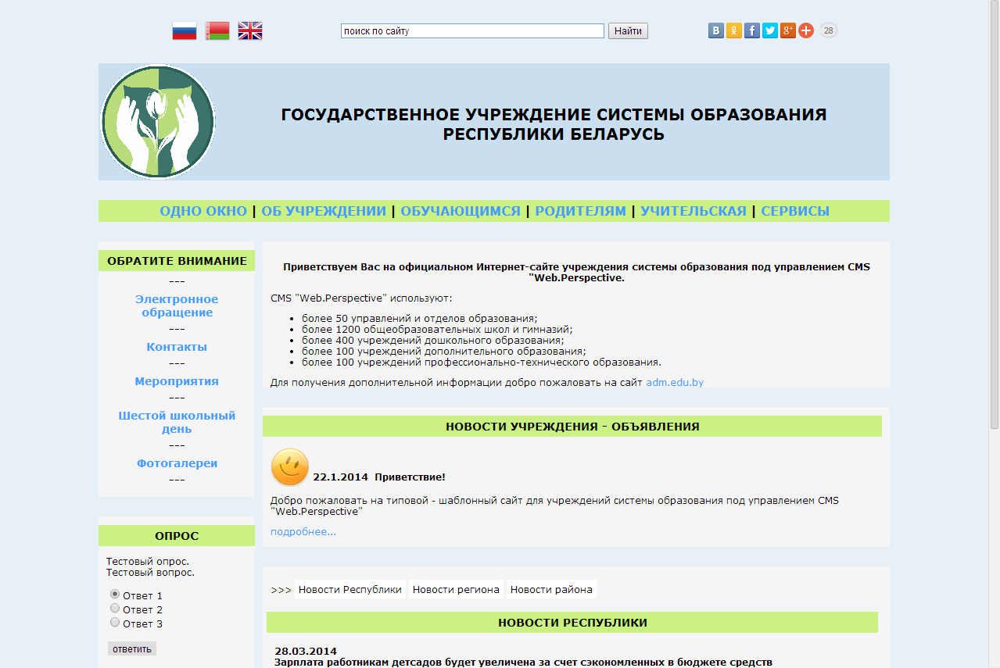 поиск по сайту Найти В g+ 28
ГОСУДАРСТВЕННОЕ УЧРЕЖДЕНИЕ СИСТЕМЫ ОБРАЗОВАНИЯ
РЕСПУБЛИКИ БЕЛАРУСЬ
ОДНО ОКНО | ОБ УЧРЕЖДЕНИИ | ОБУЧАЮЩИМСЯ | РОДИТЕЛЯМ | УЧИТЕЛЬСКАЯ | СЕРВИСЫ
ОБРАТИТЕ ВНИМАНИЕ
---
Электронное
обращение
---
Контакты
---
Мероприятия
---
Шестой школьный
день
---
Фотогалереи
---
ОПРОС
Тестовый опрос.
Тестовый вопрос.
Ответ 1
Ответ 2
Ответ 3
ответить
Приветствуем Вас на официальном Интернет-сайте учреждения системы образования под управлением CMS
"Web.Perspective.
CMS "Web.Perspective" используют:
• более 50 управлений и отделов образования;
• более 1200 общеобразовательных школ и гимназий;
• более 400 учреждений дошкольного образования;
• более 100 учреждений дополнительного образования;
• более 100 учреждений профессионально-технического образования.
Для получения дополнительной информации добро пожаловать на сайт adm.edu.by
НОВОСТИ УЧРЕЖДЕНИЯ - ОБЪЯВЛЕНИЯ
22.1.2014 Приветствие!
Добро пожаловать на типовой - шаблонный сайт для учреждений системы образования под управлением CMS
"Web.Perspective"
подробнее...
>>> Новости Республики Новости региона Новости района
НОВОСТИ РЕСПУБЛИКИ
28.03.2014
Зарплата работникам детсадов будет увеличена за счет сэкономленных в бюджете средств